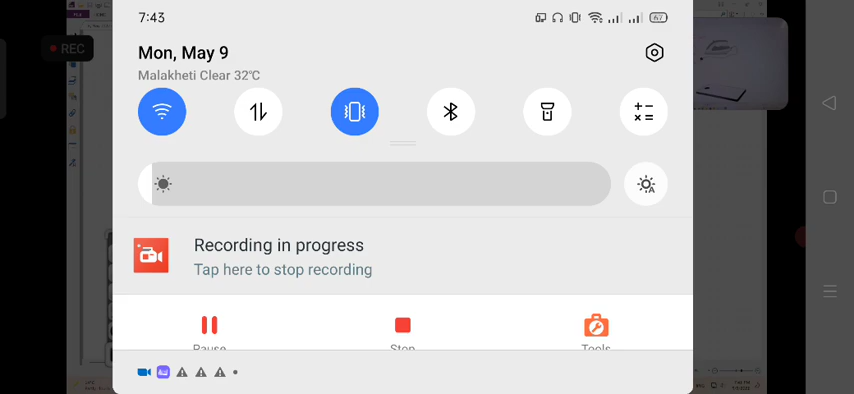 7:43
67
REC
Mon, May 9
Malakheti Clear 32°C
Recording in progress
Tap here to stop recording
Pause
Stop
Tools